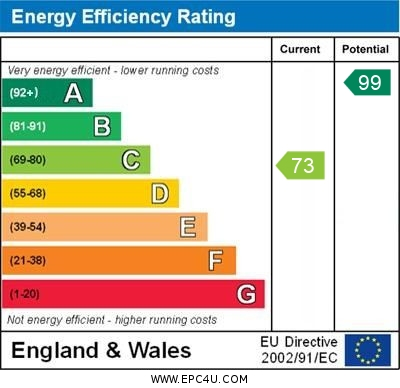 Energy Efficiency Rating
Current Potential
Very energy efficient - lower running costs
(92+) A
99
(81-91) B
(69-80) C
73
(55-68) D
(39-54) E
(21-38) F
(1-20) G
Not energy efficient - higher running costs
England & Wales
EU Directive
2002/91/EC
WWW.EPC4U.COM